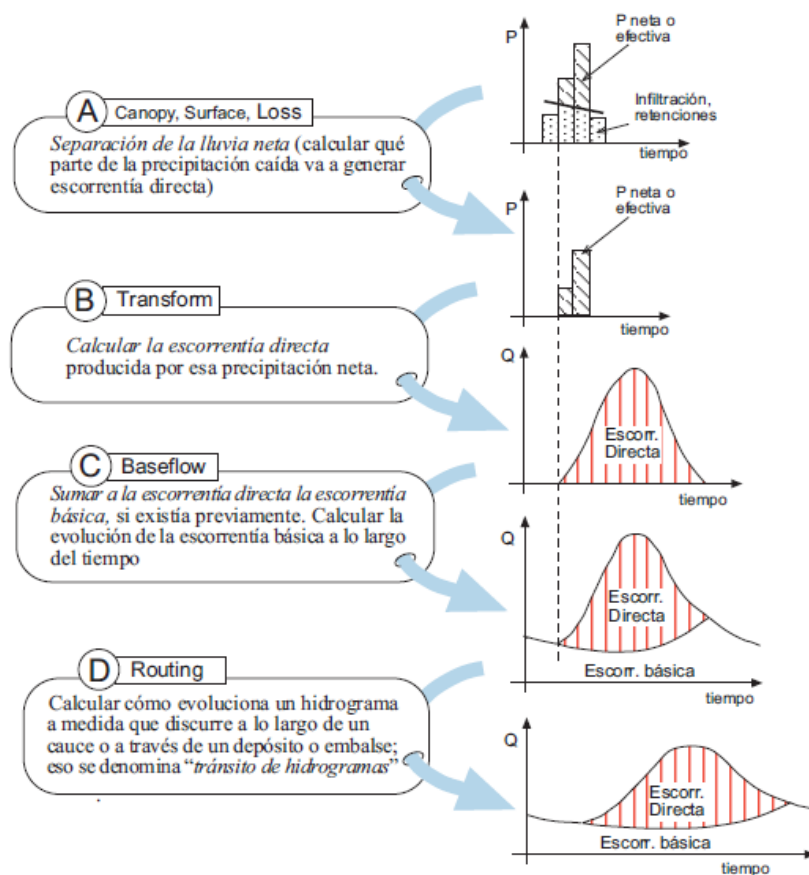 P
P neta o
efectiva
Infiltración,
retenciones
tiempo
A
Canopy, Surface, Loss
Separación de la lluvia neta (calcular qué
parte de la precipitación caída va a generar
escorrentía directa)
P
P neta o
efectiva
tiempo
B
Transform
Calcular la escorrentía directa
producida por esa precipitación neta.
Q
Escorr.
Directa
tiempo
C
Baseflow
Sumar a la escorrentía directa la escorrentía
básica, si existía previamente. Calcular la
evolución de la escorrentía básica a lo largo
del tiempo
Q
Escorr.
Directa
Escorr. básica
tiempo
D
Routing
Calcular cómo evoluciona un hidrograma
a medida que discurre a lo largo de un
cauce o a través de un depósito o embalse;
eso se denomina “tránsito de hidrogramas”
.
Q
Escorr.
Directa
Escorr. básica
tiempo